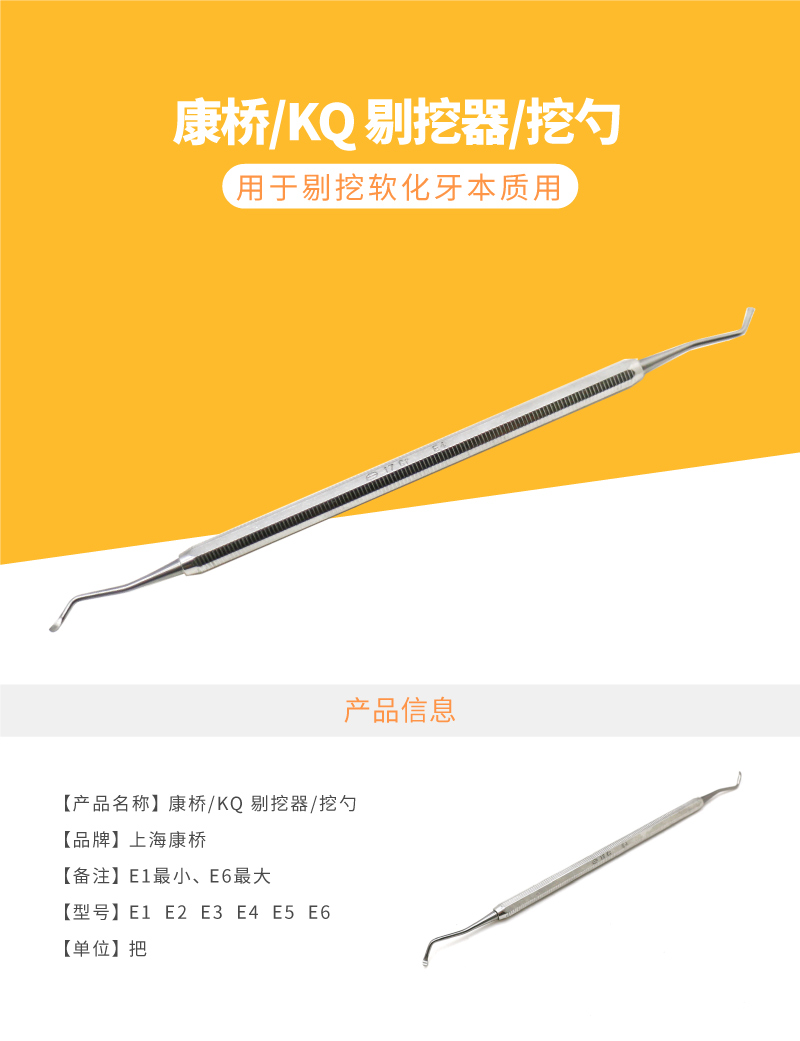 康桥/KQ 剔挖器/挖勺
用于剔挖软化牙本质用
产品信息
【产品名称】康桥/KQ 剔挖器/挖勺
【品牌】上海康桥
【备注】E1最小、E6最大
【型号】E1 E2 E3 E4 E5 E6
【单位】把